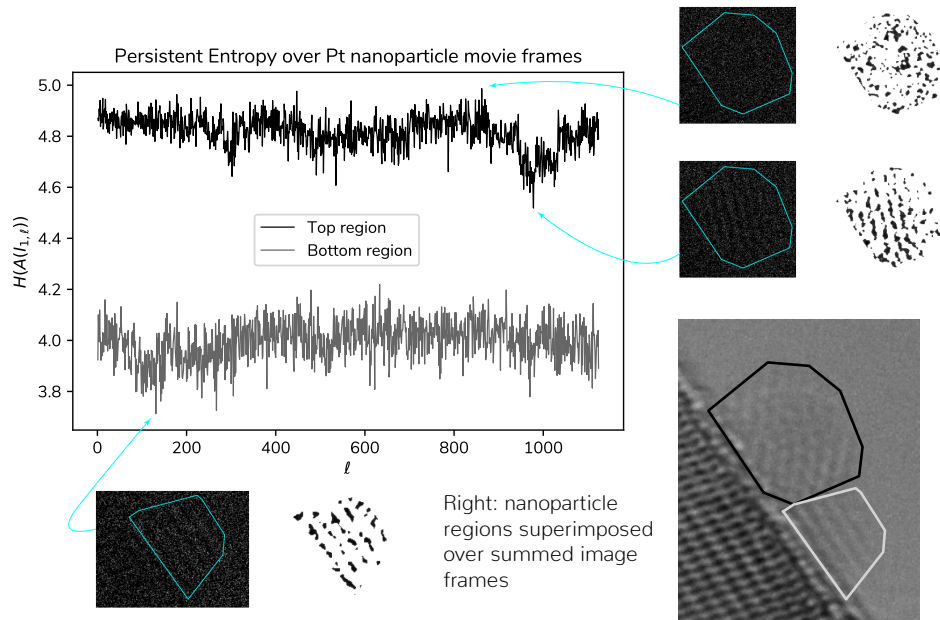 Persistent Entropy over Pt nanoparticle movie frames
5.0
4.8
4.6
4.4
4.2
4.0
3.8
H(A(I₁,ℓ))
Top region
Bottom region
0 200 400 600 800 1000
ℓ
Right: nanoparticle
regions superimposed
over summed image
frames